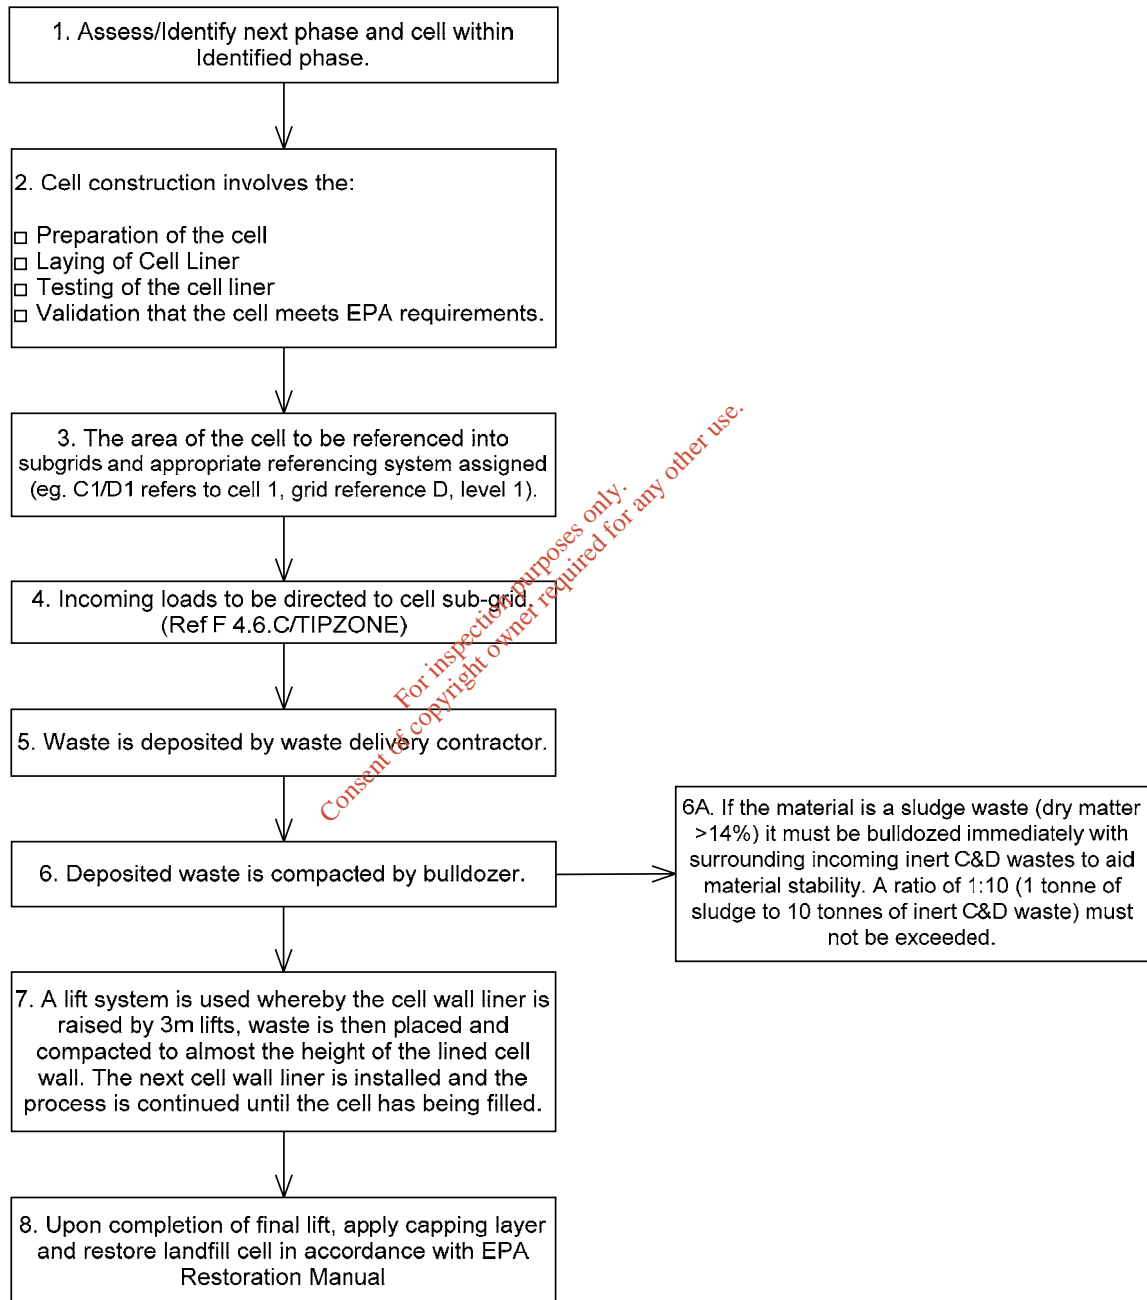 1. Assess/Identify next phase and cell within
Identified phase.
2. Cell construction involves the:
□ Preparation of the cell
□ Laying of Cell Liner
□ Testing of the cell liner
□ Validation that the cell meets EPA requirements.
3. The area of the cell to be referenced into
subgrids and appropriate referencing system assigned
(eg. C1/D1 refers to cell 1, grid reference D, level 1).
4. Incoming loads to be directed to cell sub-grid.
(Ref F 4.6.C/TIPZONE)
5. Waste is deposited by waste delivery contractor.
6. Deposited waste is compacted by bulldozer.
6A. If the material is a sludge waste (dry matter
>14%) it must be bulldozed immediately with
surrounding incoming inert C&D wastes to aid
material stability. A ratio of 1:10 (1 tonne of
sludge to 10 tonnes of inert C&D waste) must
not be exceeded.
7. A lift system is used whereby the cell wall liner is
raised by 3m lifts, waste is then placed and
compacted to almost the height of the lined cell
wall. The next cell wall liner is installed and the
process is continued until the cell has being filled.
8. Upon completion of final lift, apply capping layer
and restore landfill cell in accordance with EPA
Restoration Manual
For inspection purposes only.
Consent of copyright owner required for any other use.